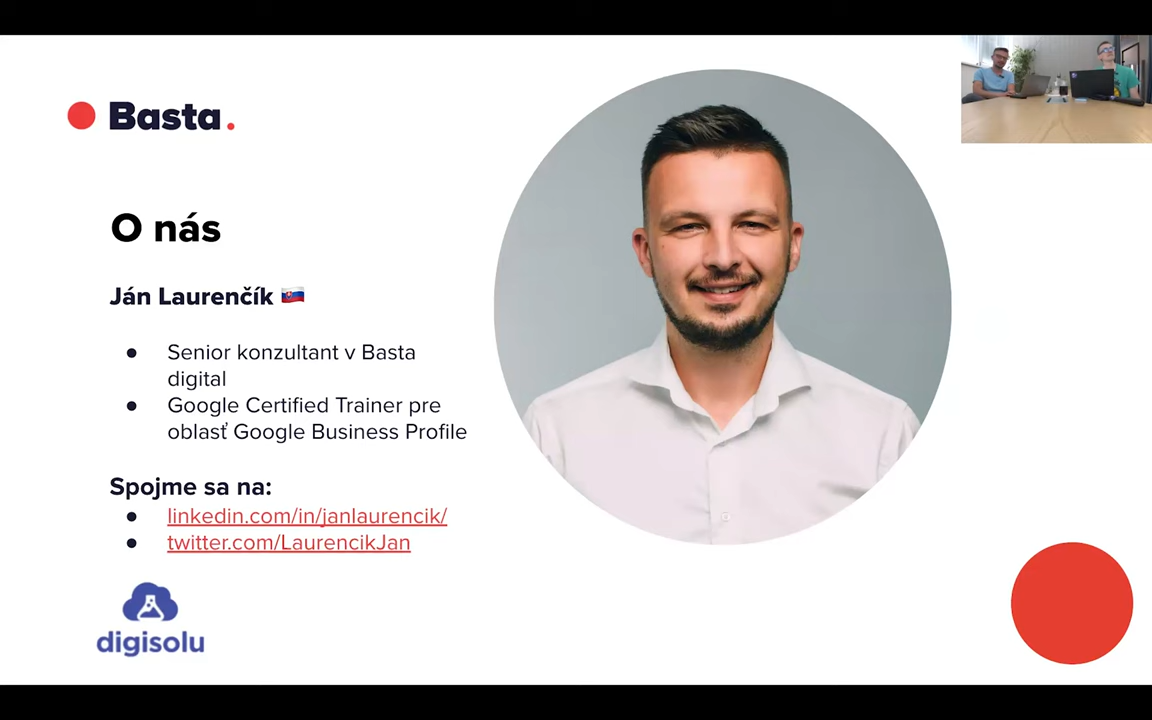 Basta.
O nás
Ján Laurenčík
Senior konzultant v Basta
digital
Google Certified Trainer pre
oblasť Google Business Profile
Spojme sa na:
linkedin.com/in/janlaurencik/
twitter.com/LaurencikJan
digisolu